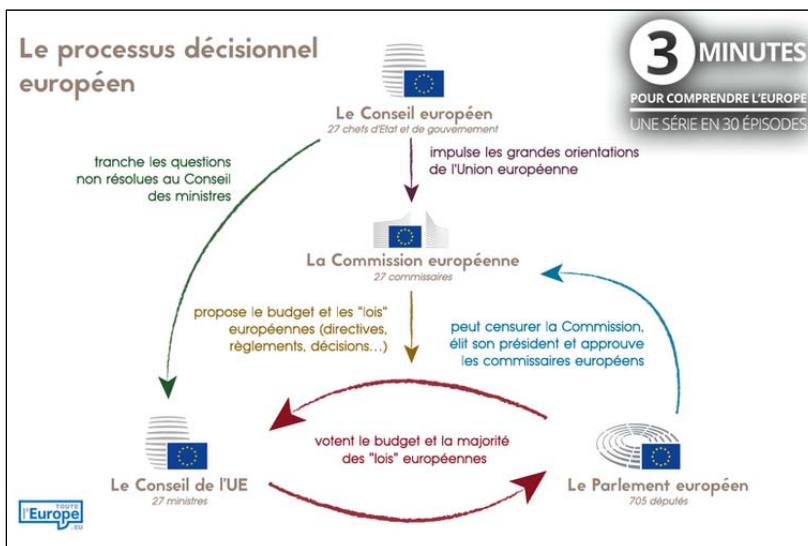 Le processus décisionnel
européen
3 MINUTES
POUR COMPRENDRE L'EUROPE
UNE SÉRIE EN 30 ÉPISODES
Le Conseil européen
27 chefs d'Etat et de gouvernement
tranche les questions
non résolues au Conseil
des ministres
impulse les grandes orientations
de l'Union européenne
La Commission européenne
27 commissaires
propose le budget et les "lois"
européennes (directives,
règlements, décisions...)
peut censurer la Commission,
élit son président et approuve
les commissaires européens
votent le budget et la majorité
des "lois" européennes
Le Conseil de l'UE
27 ministres
Le Parlement européen
705 députés
TOUTE
l'Europe
.EU